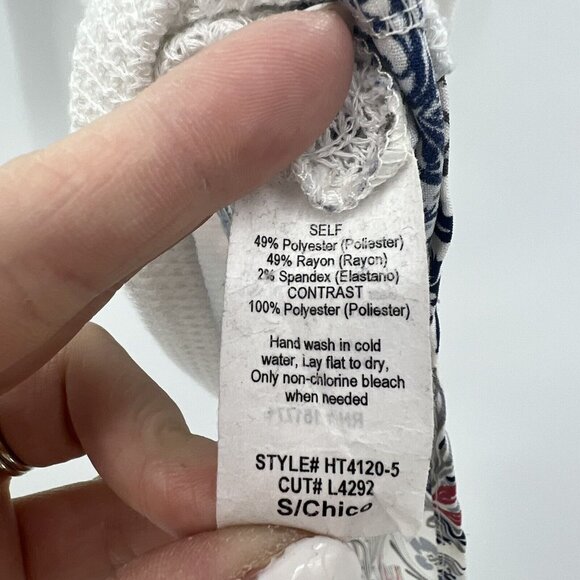 SELF
49% Polyester (Poliester)
49% Rayon (Rayon)
2% Spandex (Elastano)
CONTRAST
100% Polyester (Poliester)
Hand wash in cold
water, Lay flat to dry,
Only non-chlorine bleach
when needed
STYLE# HT4120-5
CUT# L4292
S/Chico